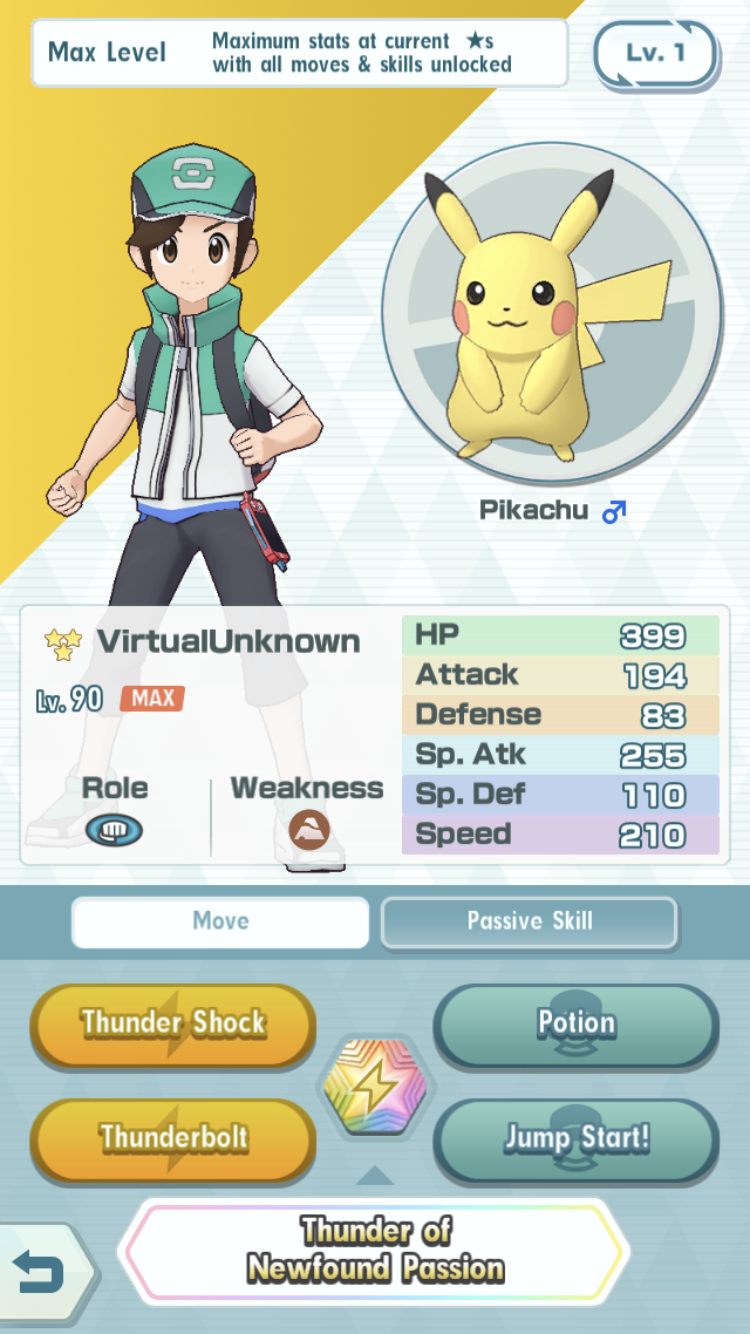 Max Level
Maximum stats at current ★s
with all moves & skills unlocked
Lv. 1
Pikachu ♂
VirtualUnknown
Lv. 90 MAX
Role
Weakness
HP 399
Attack 194
Defense 83
Sp. Atk 255
Sp. Def 110
Speed 210
Move
Passive Skill
Thunder Shock
Potion
Thunderbolt
Jump Start!
Thunder of
Newfound Passion